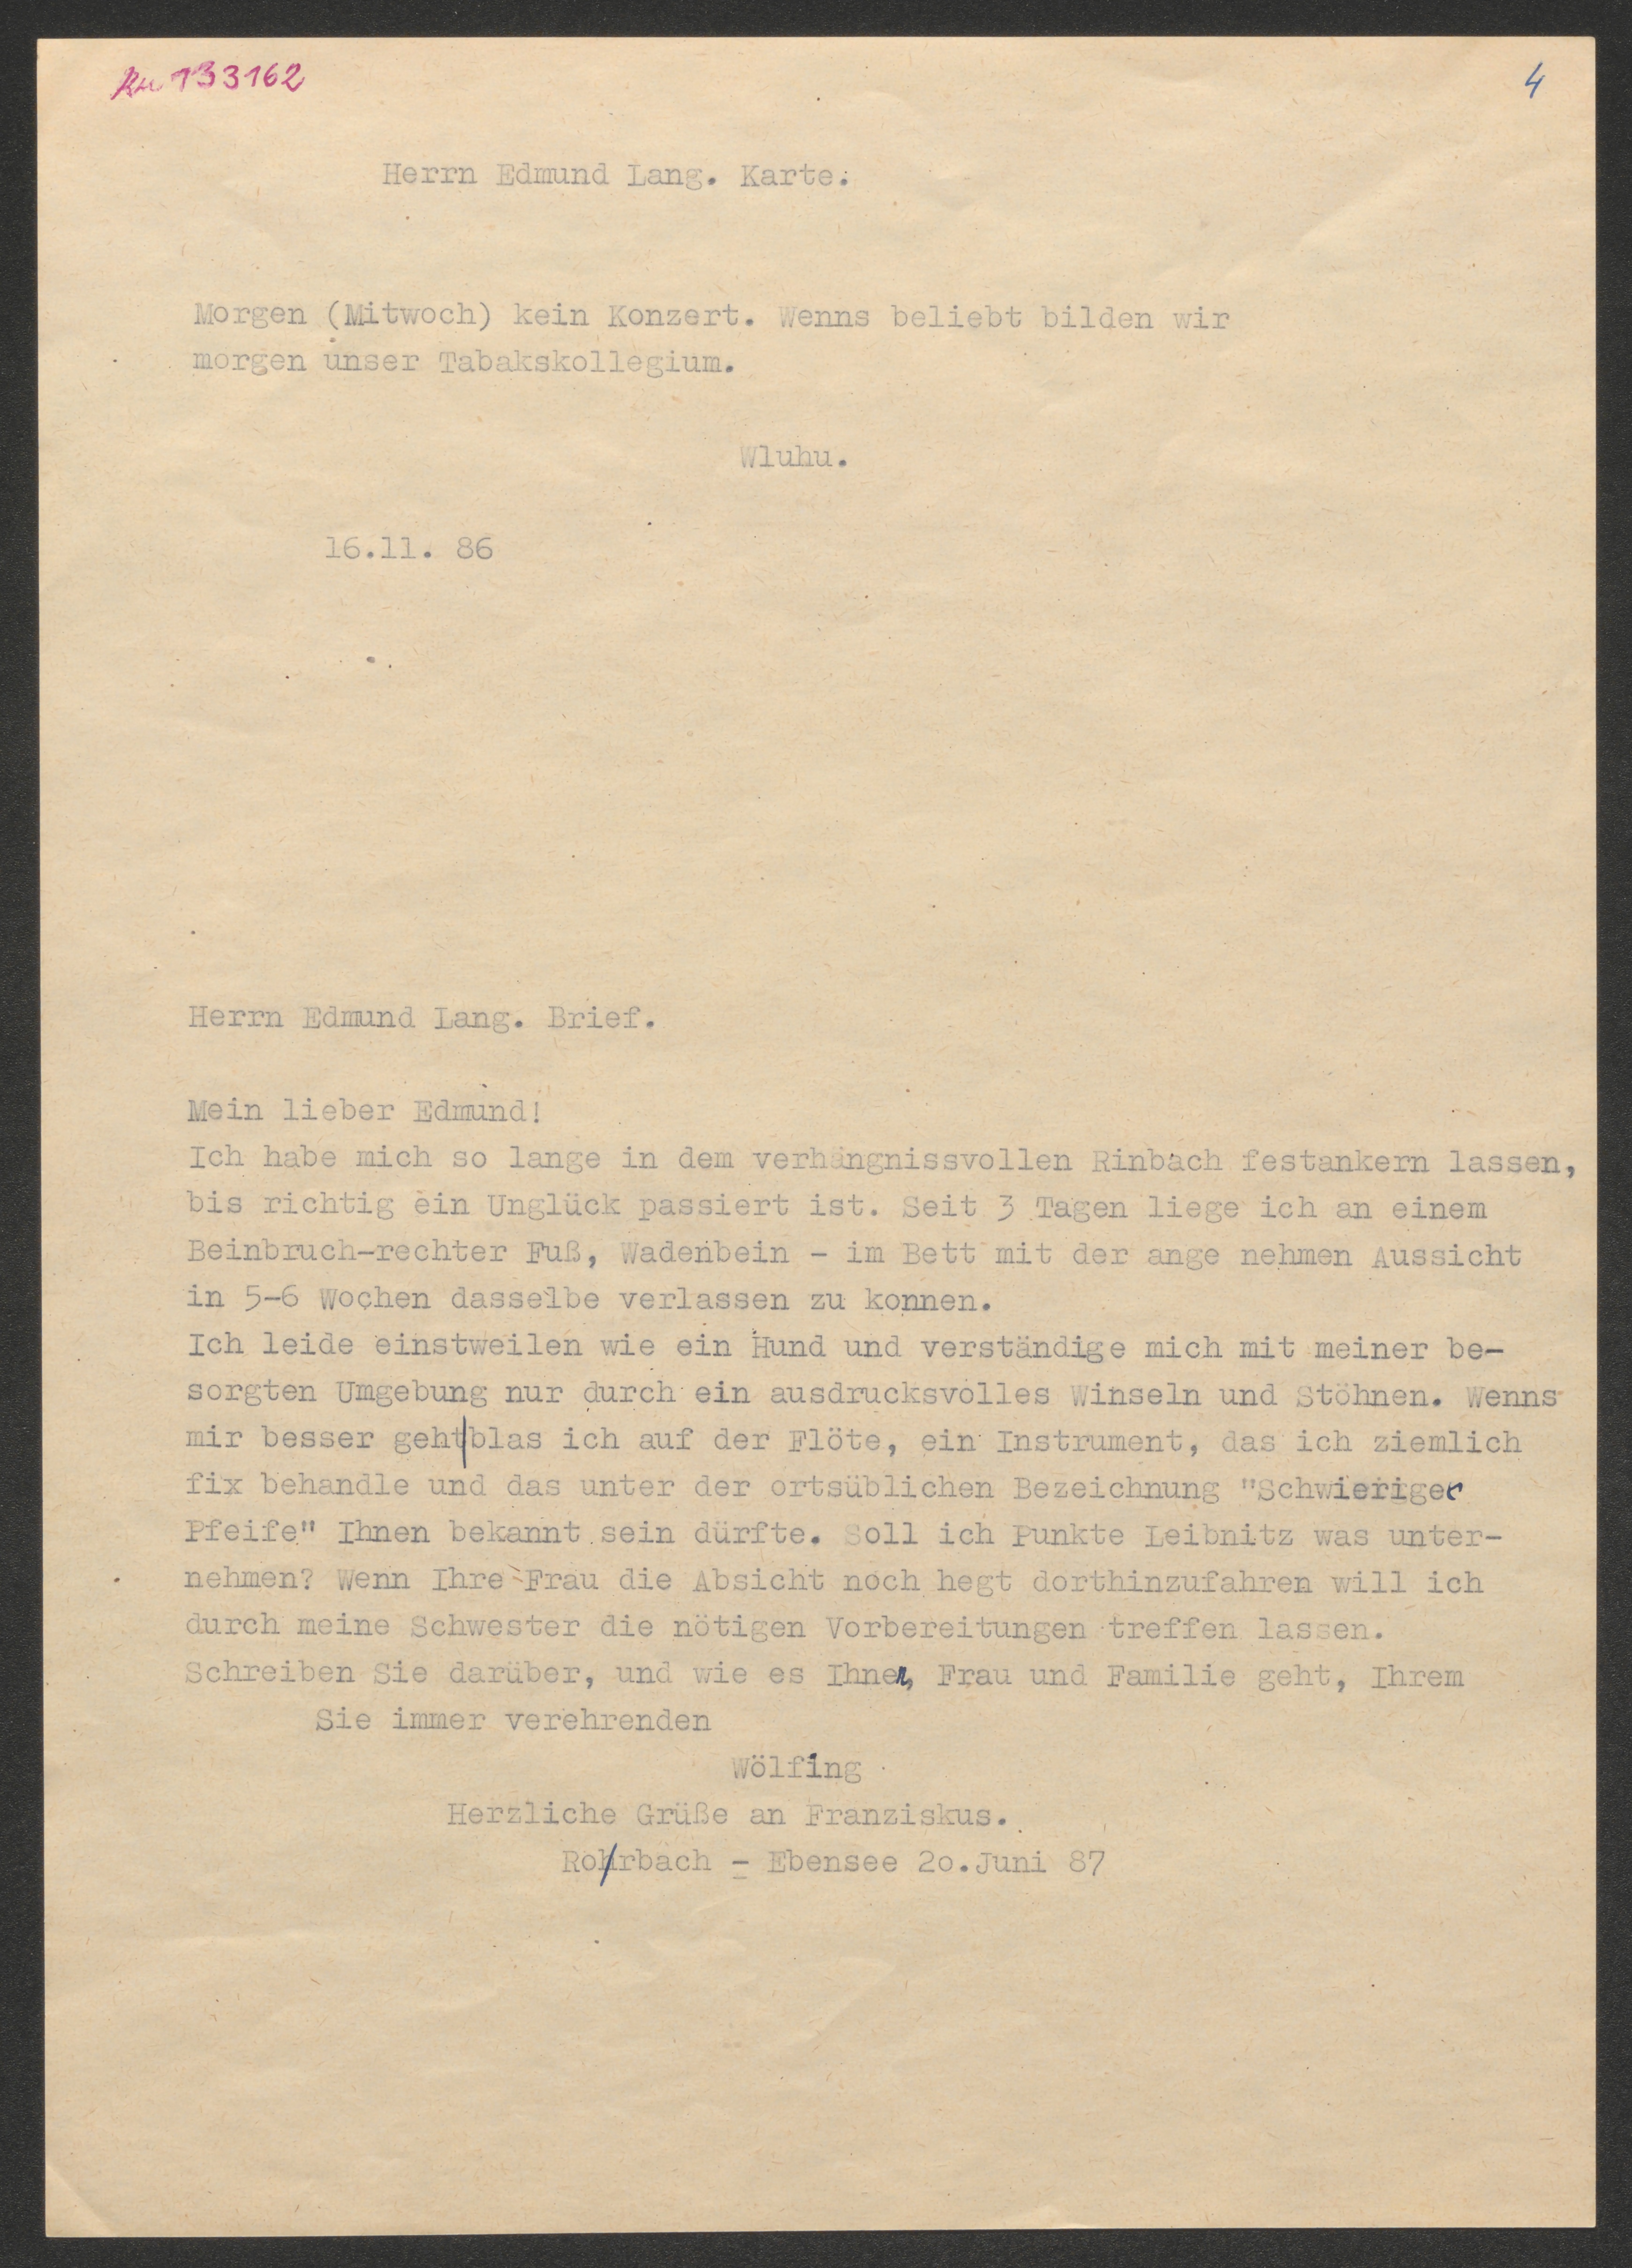 133162
4
Herrn Edmund Lang. Karte.
Morgen (Mitwoch) kein Konzert. Wenns beliebt bilden wir
morgen unser Tabakskollegium.
Wluhu.
16.11. 86
Herrn Edmund Lang. Brief.
Mein lieber Edmund!
Ich habe mich so lange in dem verhängnissvollen Rinbach festankern lassen,
bis richtig ein Unglück passiert ist. Seit 3 Tagen liege ich an einem
Beinbruch-rechter Fuß, Wadenbein - im Bett mit der ange nehmen Aussicht
in 5-6 Wochen dasselbe verlassen zu konnen.
Ich leide einstweilen wie ein Hund und verständige mich mit meiner be-
sorgten Umgebung nur durch ein ausdrucksvolles Winseln und Stöhnen. Wenns
mir besser geht|blas ich auf der Flöte, ein Instrument, das ich ziemlich
fix behandle und das unter der ortsüblichen Bezeichnung "Schwieriger
Pfeife" Ihnen bekannt sein dürfte. Soll ich Punkte Leibnitz was unter-
nehmen? Wenn Ihre Frau die Absicht noch hegt dorthinzufahren will ich
durch meine Schwester die nötigen Vorbereitungen treffen lassen.
Schreiben Sie darüber, und wie es Ihnen, Frau und Familie geht, Ihrem
Sie immer verehrenden
Wölfing
Herzliche Grüße an Franziskus.
Rohrbach - Ebensee 20.Juni 87